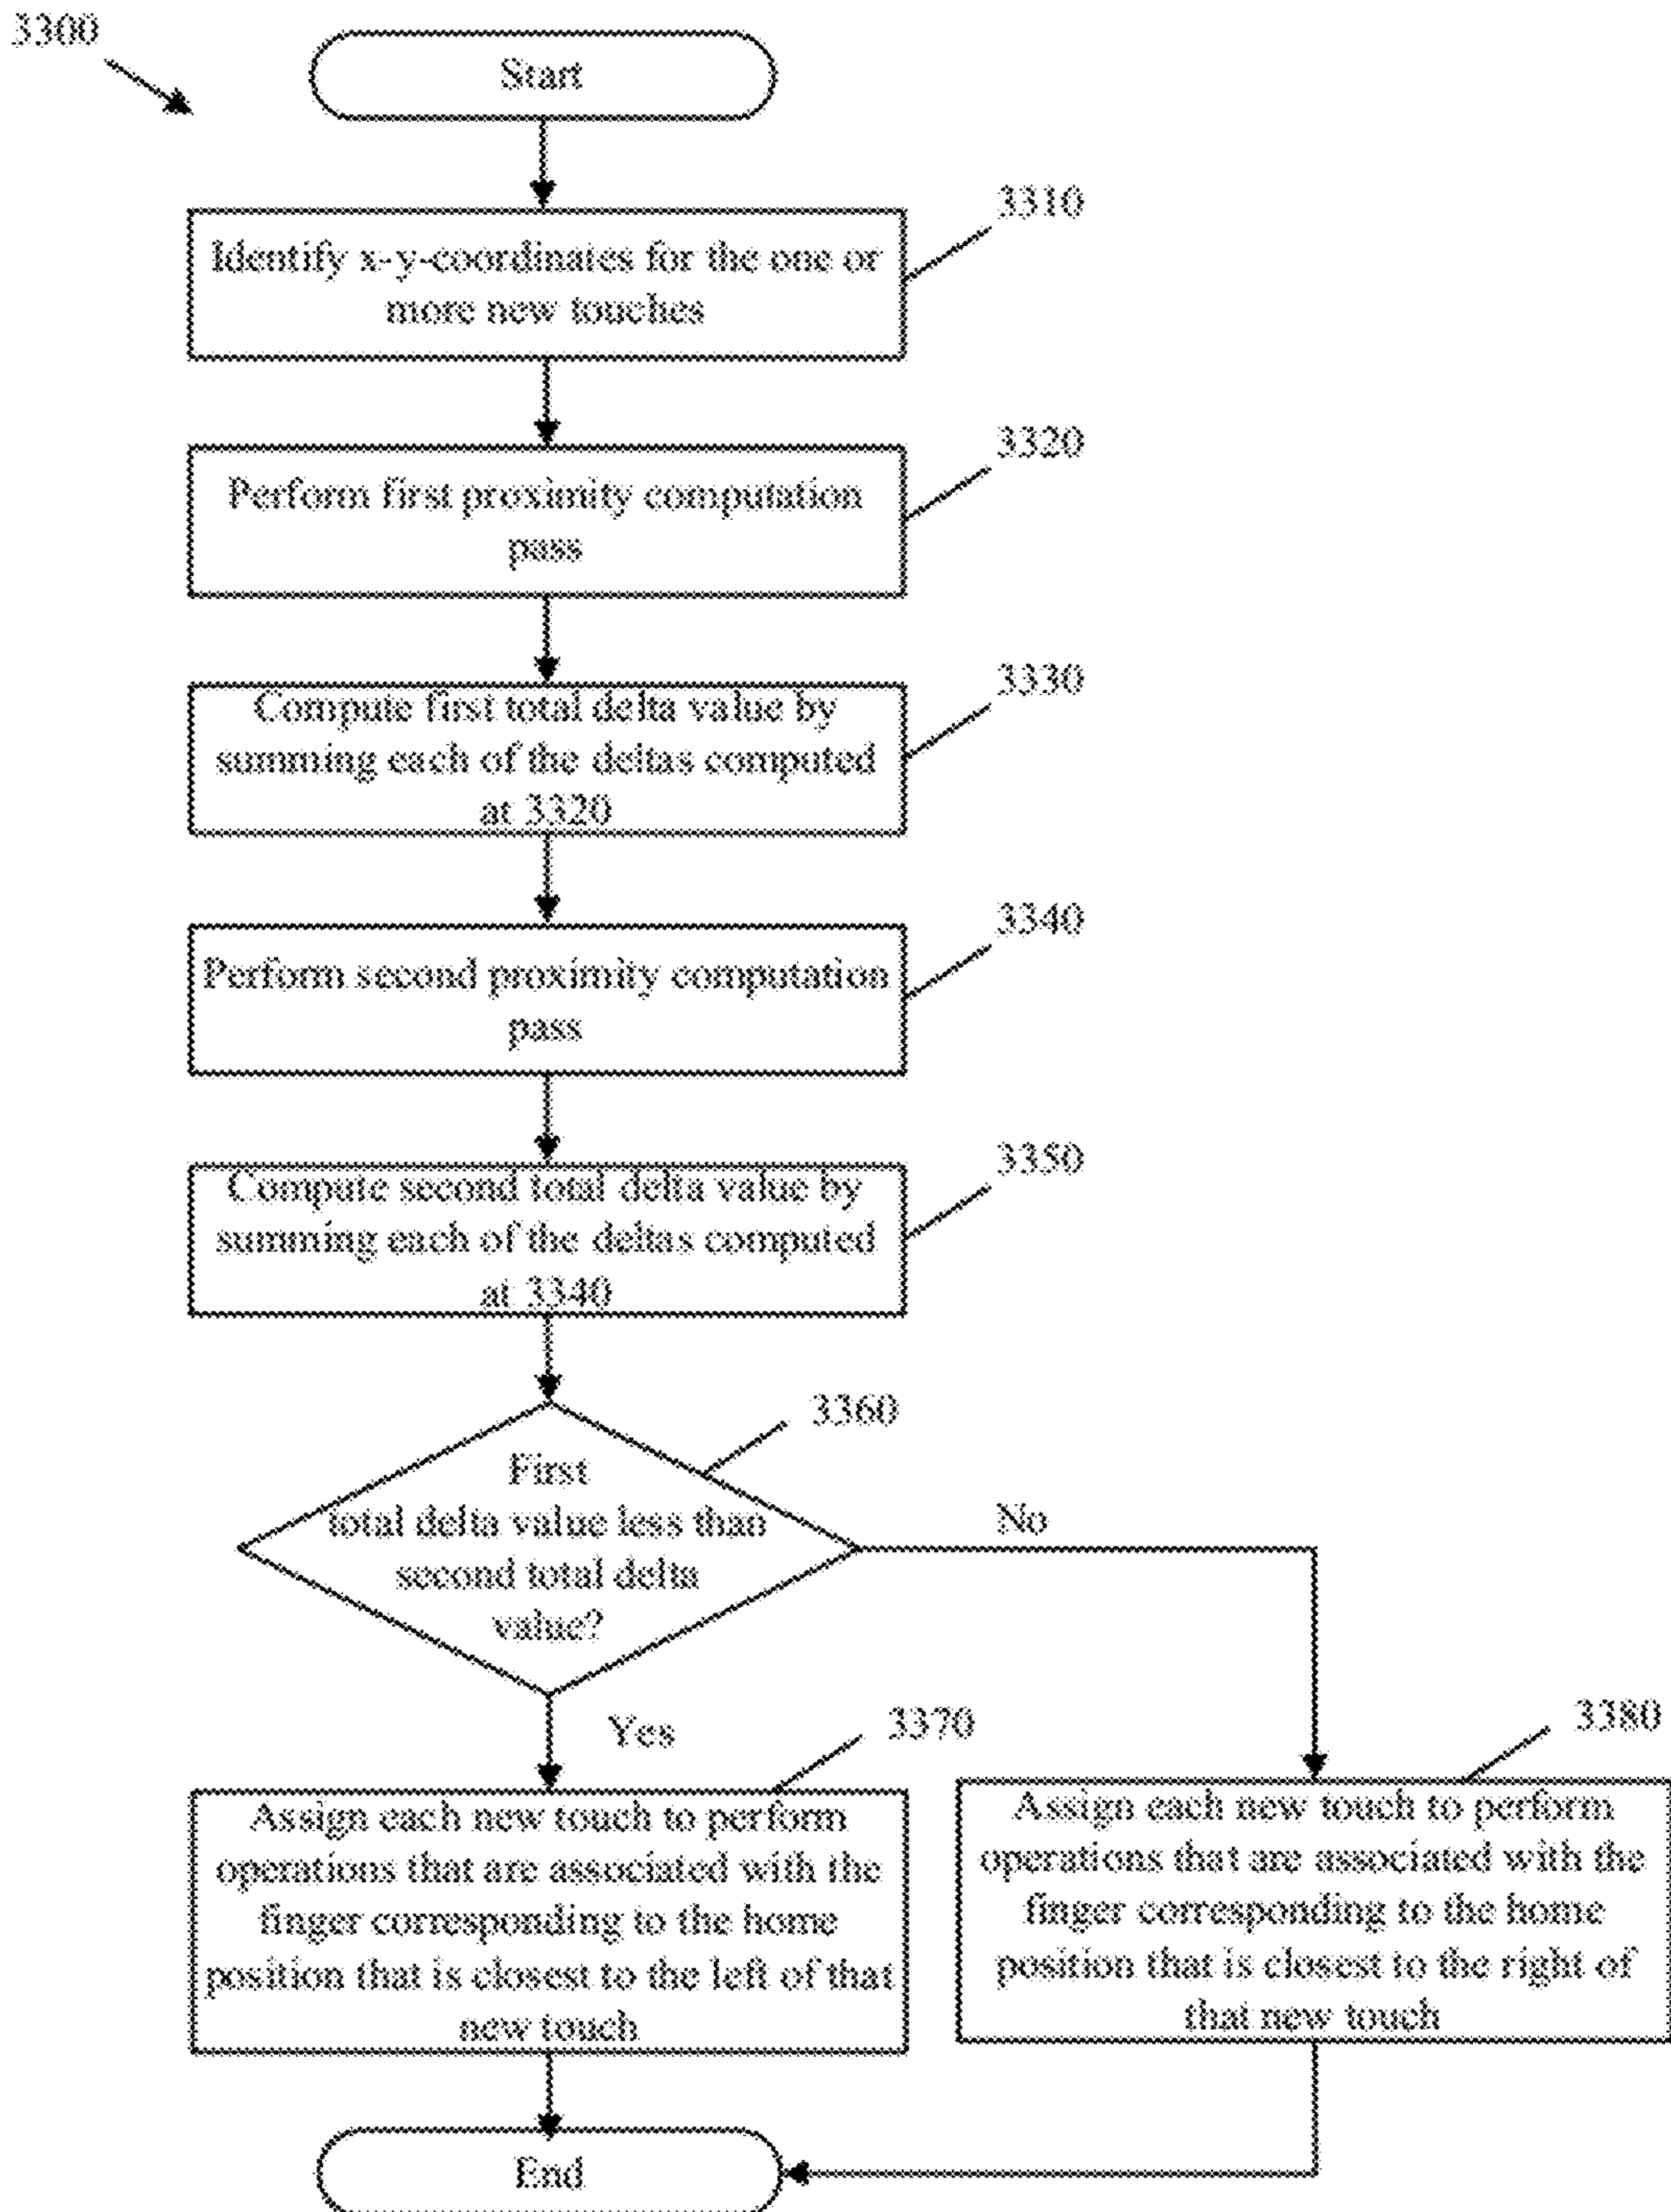 3300
Start
3310
Identify x-y-coordinates for the one or
more new touches
3320
Perform first proximity computation
pass
3330
Compute first total delta value by
summing each of the deltas computed
at 3320
3340
Perform second proximity computation
pass
3350
Compute second total delta value by
summing each of the deltas computed
at 3340
3360
First
total delta value less than
second total delta
value?
No
Yes
3370
Assign each new touch to perform
operations that are associated with the
finger corresponding to the home
position that is closest to the left of that
new touch
3380
Assign each new touch to perform
operations that are associated with the
finger corresponding to the home
position that is closest to the right of
that new touch
End